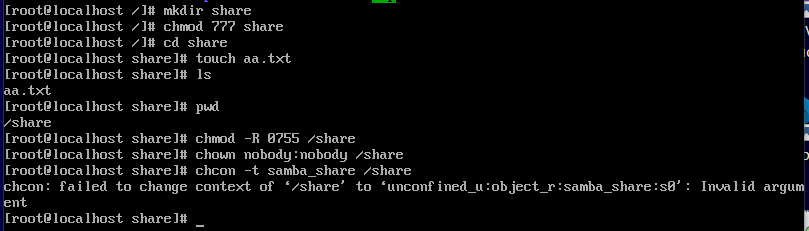 [root@localhost /]# mkdir share
[root@localhost /]# chmod 777 share
[root@localhost /]# cd share
[root@localhost share]# touch aa.txt
[root@localhost share]# ls
aa.txt
[root@localhost share]# pwd
/share
[root@localhost share]# chmod -R 0755 /share
[root@localhost share]# chown nobody:nobody /share
[root@localhost share]# chcon -t samba_share /share
chcon: failed to change context of ‘/share’ to ‘unconfined_u:object_r:samba_share:s0’: Invalid argum
ent
[root@localhost share]# _